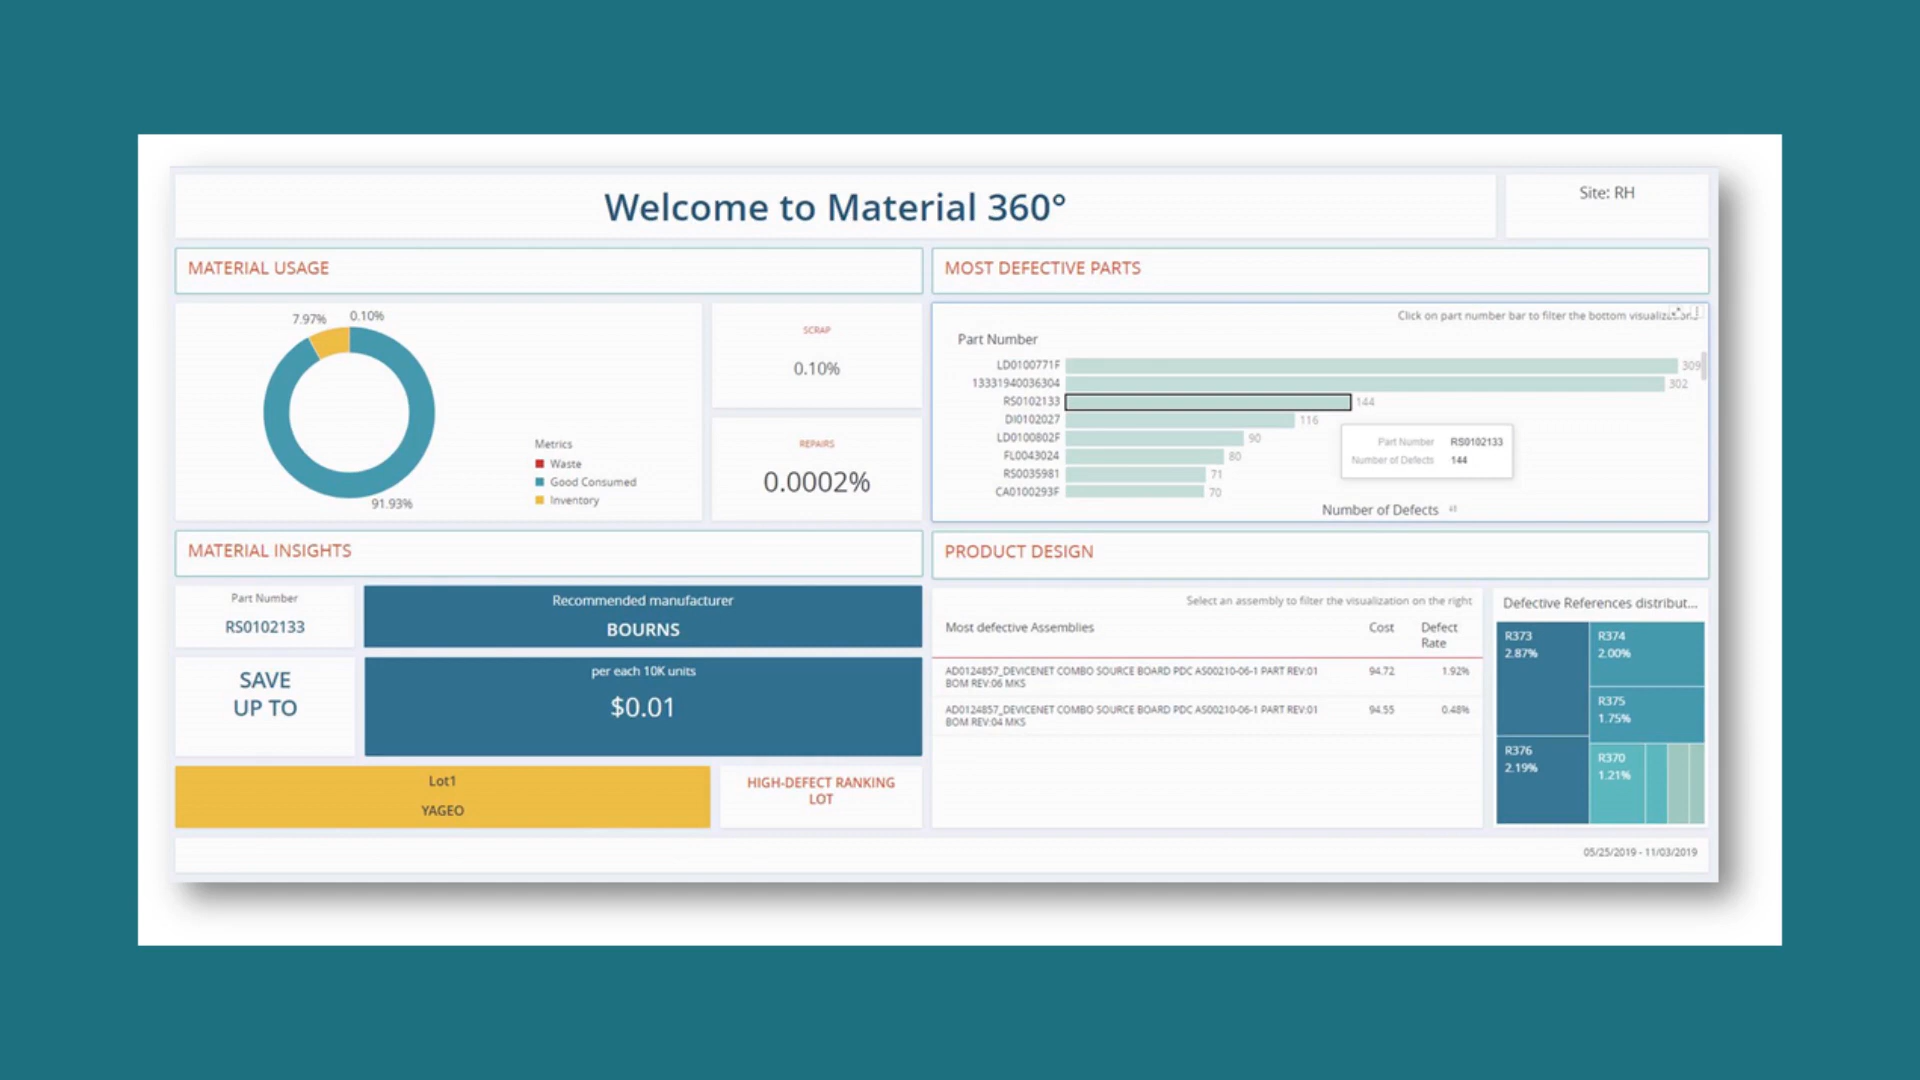 Welcome to Material 360°
Site: RH
MATERIAL USAGE
7.97%
0.10%
91.93%
Metrics
Waste
Good Consumed
Inventory
SCRAP
0.10%
REPAIRS
0.0002%
MOST DEFECTIVE PARTS
Click on part number bar to filter the bottom
Part Number
LD0100771F 309
13331940036304 302
RS0102133 144
DI0102027 116
LD0100802F 90
FL0043024 80
RS0035981 71
CA0100293F 70
Part Number RS0102133
Number of Defects 144
Number of Defects
MATERIAL INSIGHTS
Part Number
RS0102133
Recommended manufacturer
BOURNS
SAVE
UP TO
per each 10K units
$0.01
Lot1
YAGEO
HIGH-DEFECT RANKING
LOT
PRODUCT DESIGN
Select an assembly to filter the visualization on the right
Most defective Assemblies Cost Defect
Rate
AD0124857_DEVICENET COMBO SOURCE BOARD PDC AS00210-06-1 PART REV:01 94.72 1.92%
BOM REV:06 MKS
AD0124857_DEVICENET COMBO SOURCE BOARD PDC AS00210-06-1 PART REV:01 94.55 0.48%
BOM REV:04 MKS
Defective References distribut...
R373
2.87%
R374
2.00%
R375
1.75%
R376
2.19%
R370
1.21%
05/25/2019 - 11/03/2019